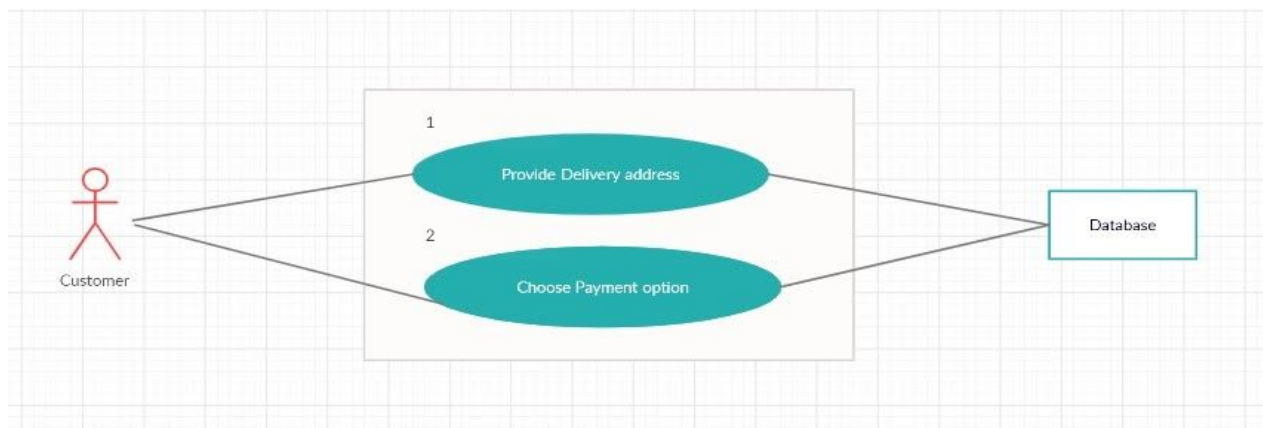 1
Provide Delivery address
2
Choose Payment option
Customer
Database